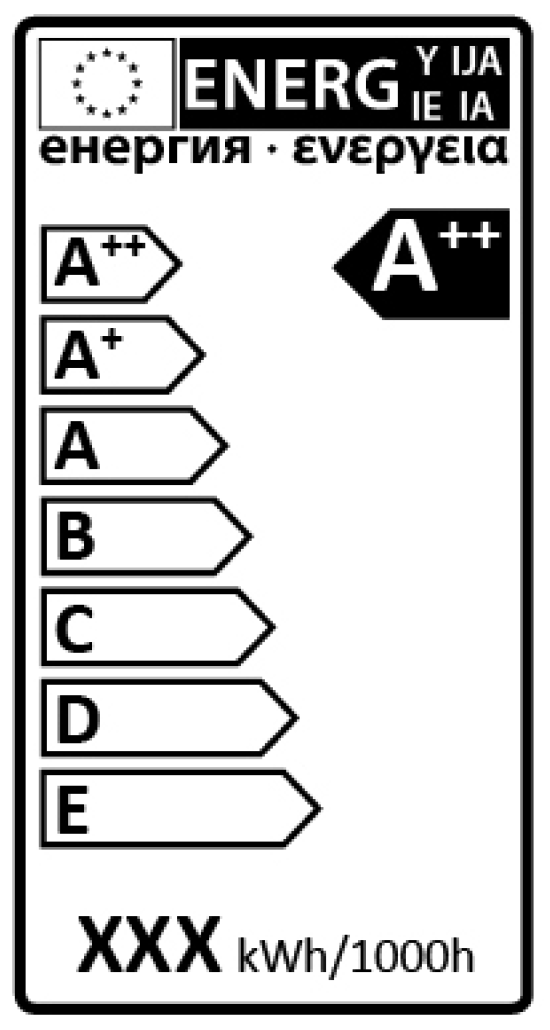 ENERG Y IJA
IE IA
енергия · ενεργεια
A++
A++
A+
A
B
C
D
E
XXX kWh/1000h